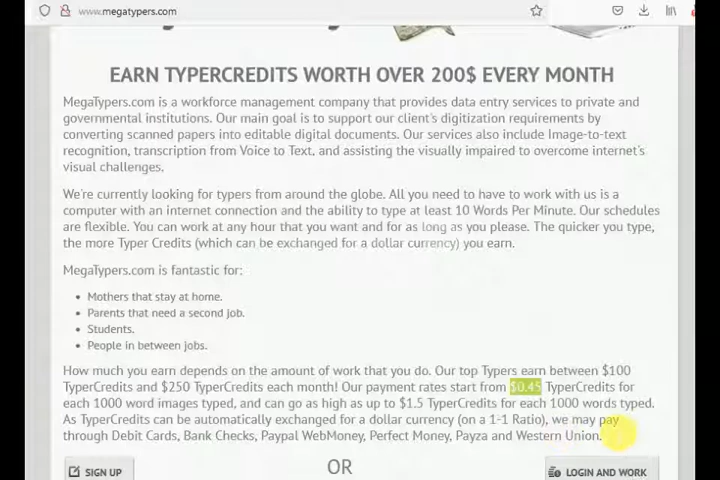 www.megatypers.com
EARN TYPERCREDITS WORTH OVER 200$ EVERY MONTH
MegaTypers.com is a workforce management company that provides data entry services to private and
governmental institutions. Our main goal is to support our client's digitization requirements by
converting scanned papers into editable digital documents. Our services also include Image-to-text
recognition, transcription from Voice to Text, and assisting the visually impaired to overcome internet's
visual challenges.
We're currently looking for typers from around the globe. All you need to have to work with us is a
computer with an internet connection and the ability to type at least 10 Words Per Minute. Our schedules
are flexible. You can work at any hour that you want and for as long as you please. The quicker you type,
the more Typer Credits (which can be exchanged for a dollar currency) you earn.
MegaTypers.com is fantastic for:
• Mothers that stay at home.
• Parents that need a second job.
• Students.
• People in between jobs.
How much you earn depends on the amount of work that you do. Our top Typers earn between $100
TyperCredits and $250 TyperCredits each month! Our payment rates start from $0.45 TyperCredits for
each 1000 word images typed, and can go as high as up to $1.5 TyperCredits for each 1000 words typed.
As TyperCredits can be automatically exchanged for a dollar currency (on a 1-1 Ratio), we may pay
through Debit Cards, Bank Checks, Paypal WebMoney, Perfect Money, Payza and Western Union.
SIGN UP OR LOGIN AND WORK